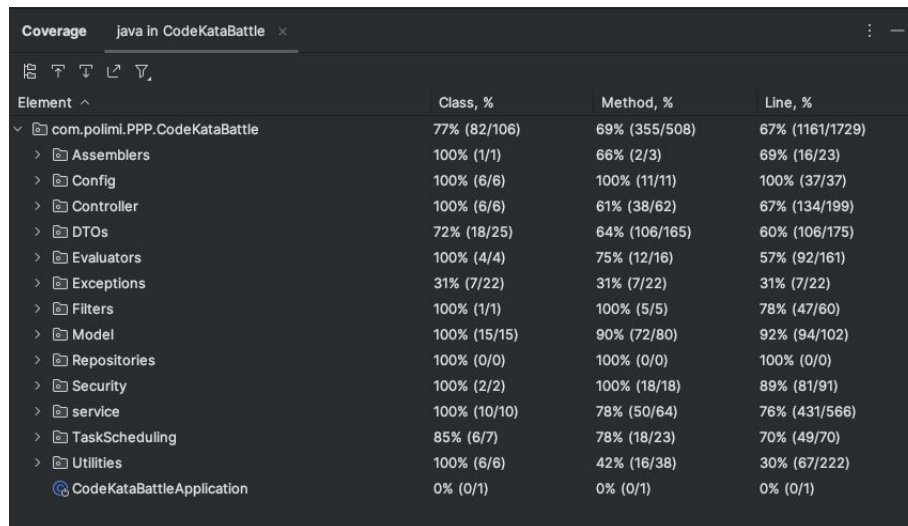 Coverage java in CodeKataBattle ×
Element Class, % Method, % Line, %
com.polimi.PPP.CodeKataBattle 77% (82/106) 69% (355/508) 67% (1161/1729)
Assemblers 100% (1/1) 66% (2/3) 69% (16/23)
Config 100% (6/6) 100% (11/11) 100% (37/37)
Controller 100% (6/6) 61% (38/62) 67% (134/199)
DTOs 72% (18/25) 64% (106/165) 60% (106/175)
Evaluators 100% (4/4) 75% (12/16) 57% (92/161)
Exceptions 31% (7/22) 31% (7/22) 31% (7/22)
Filters 100% (1/1) 100% (5/5) 78% (47/60)
Model 100% (15/15) 90% (72/80) 92% (94/102)
Repositories 100% (0/0) 100% (0/0) 100% (0/0)
Security 100% (2/2) 100% (18/18) 89% (81/91)
service 100% (10/10) 78% (50/64) 76% (431/566)
TaskScheduling 85% (6/7) 78% (18/23) 70% (49/70)
Utilities 100% (6/6) 42% (16/38) 30% (67/222)
CodeKataBattleApplication 0% (0/1) 0% (0/1) 0% (0/1)